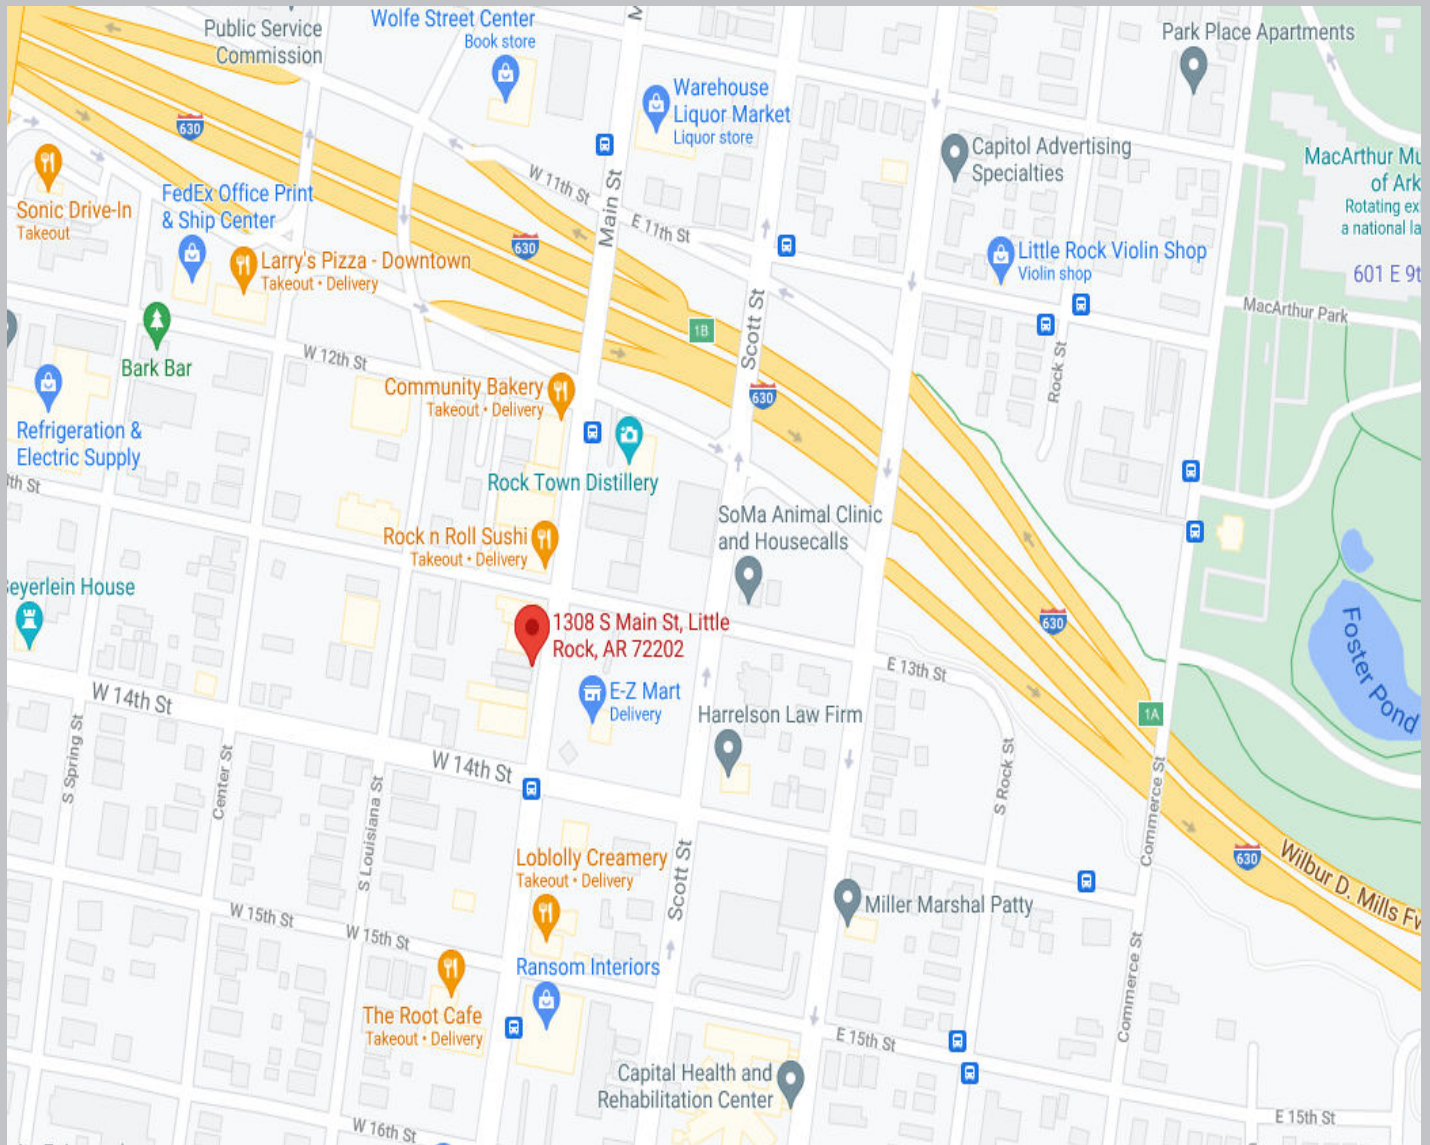 Public Service
Commission
Wolfe Street Center
Book store
Park Place Apartments
Warehouse
Liquor Market
Liquor store
630
Capitol Advertising
Specialties
MacArthur Mu
of Ark
Rotating ex
a national la
601 E 9t
Sonic Drive-In
Takeout
FedEx Office Print
& Ship Center
W 11th St
E 11th St
Main St
630
Larry's Pizza - Downtown
Takeout • Delivery
Little Rock Violin Shop
Violin shop
MacArthur Park
1B
Scott St
Bark Bar
W 12th St
Rock St
Community Bakery
Takeout • Delivery
630
Refrigeration &
Electric Supply
Rock Town Distillery
SoMa Animal Clinic
and Housecalls
Rock n Roll Sushi
Takeout • Delivery
eyerlein House
1308 S Main St, Little
Rock, AR 72202
630
Foster Pond
E 13th St
W 14th St
E-Z Mart
Delivery
Harrelson Law Firm
1A
S Spring St
Center St
W 14th St
S Rock St
S Louisiana St
Commerce St
Loblolly Creamery
Takeout • Delivery
Scott St
630
Wilbur D. Mills Fw
Miller Marshal Patty
W 15th St
W 15th St
Ransom Interiors
Commerce St
The Root Cafe
Takeout • Delivery
E 15th St
Capital Health and
Rehabilitation Center
E 15th St
W 16th St